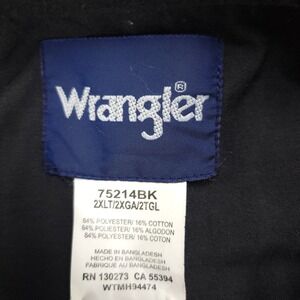 Wrangler®
75214BK
2XLT/2XGA/2TGL
84% POLYESTER/ 16% COTTON
84% POLIESTER/ 16% ALGODON
84% POLYESTER/ 16% COTON
MADE IN BANGLADESH
HECHO EN BANGLADESH
FABRIQUE AU BANGLADESH
RN 130273 CA 55394
WTMH94474